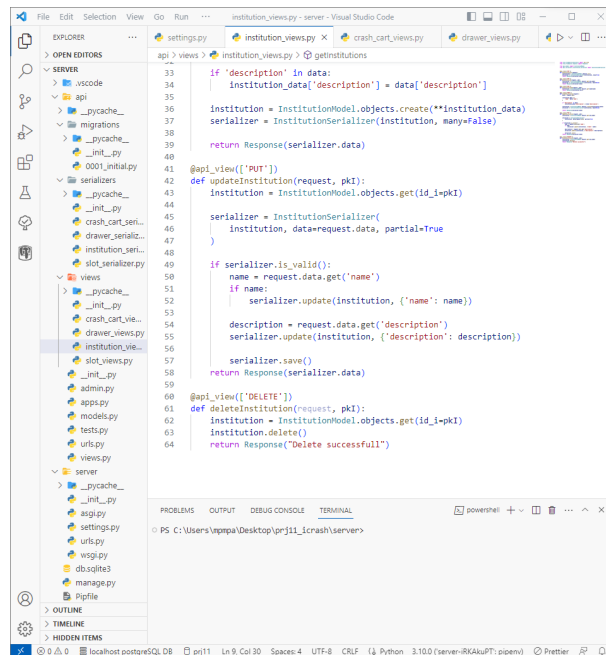 File Edit Selection View Go Run ··· institution_views.py - server - Visual Studio Code
EXPLORER ···
> OPEN EDITORS
SERVER
> .vscode
api
> __pycache__
migrations
> __pycache__
__init__.py
0001_initial.py
serializers
> __pycache__
__init__.py
crash_cart_seri...
drawer_serializ...
institution_seri...
slot_serializer.py
views
> __pycache__
__init__.py
crash_cart_vie...
drawer_views.py
institution_vie...
slot_views.py
__init__.py
admin.py
apps.py
models.py
tests.py
urls.py
views.py
server
> __pycache__
__init__.py
asgi.py
settings.py
urls.py
wsgi.py
db.sqlite3
manage.py
Pipfile
> OUTLINE
> TIMELINE
> HIDDEN ITEMS
settings.py institution_views.py × crash_cart_views.py drawer_views.py
api > views > institution_views.py > getInstitutions
32
33 if 'description' in data:
34 institution_data['description'] = data['description']
35
36 institution = InstitutionModel.objects.create(**institution_data)
37 serializer = InstitutionSerializer(institution, many=False)
38
39 return Response(serializer.data)
40
41 @api_view(['PUT'])
42 def updateInstitution(request, pkI):
43 institution = InstitutionModel.objects.get(id_i=pkI)
44
45 serializer = InstitutionSerializer(
46 institution, data=request.data, partial=True
47 )
48
49 if serializer.is_valid():
50 name = request.data.get('name')
51 if name:
52 serializer.update(institution, {'name': name})
53
54 description = request.data.get('description')
55 serializer.update(institution, {'description': description})
56
57 serializer.save()
58 return Response(serializer.data)
59
60 @api_view(['DELETE'])
61 def deleteInstitution(request, pkI):
62 institution = InstitutionModel.objects.get(id_i=pkI)
63 institution.delete()
64 return Response("Delete successfull")
PROBLEMS OUTPUT DEBUG CONSOLE TERMINAL powershell
PS C:\Users\mpmpa\Desktop\prj11_icrash\server>
0 0 localhost postgreSQL DB prj11 Ln 9, Col 30 Spaces: 4 UTF-8 CRLF Python 3.10.0 ('server-iRKAkuPT': pipenv) Prettier